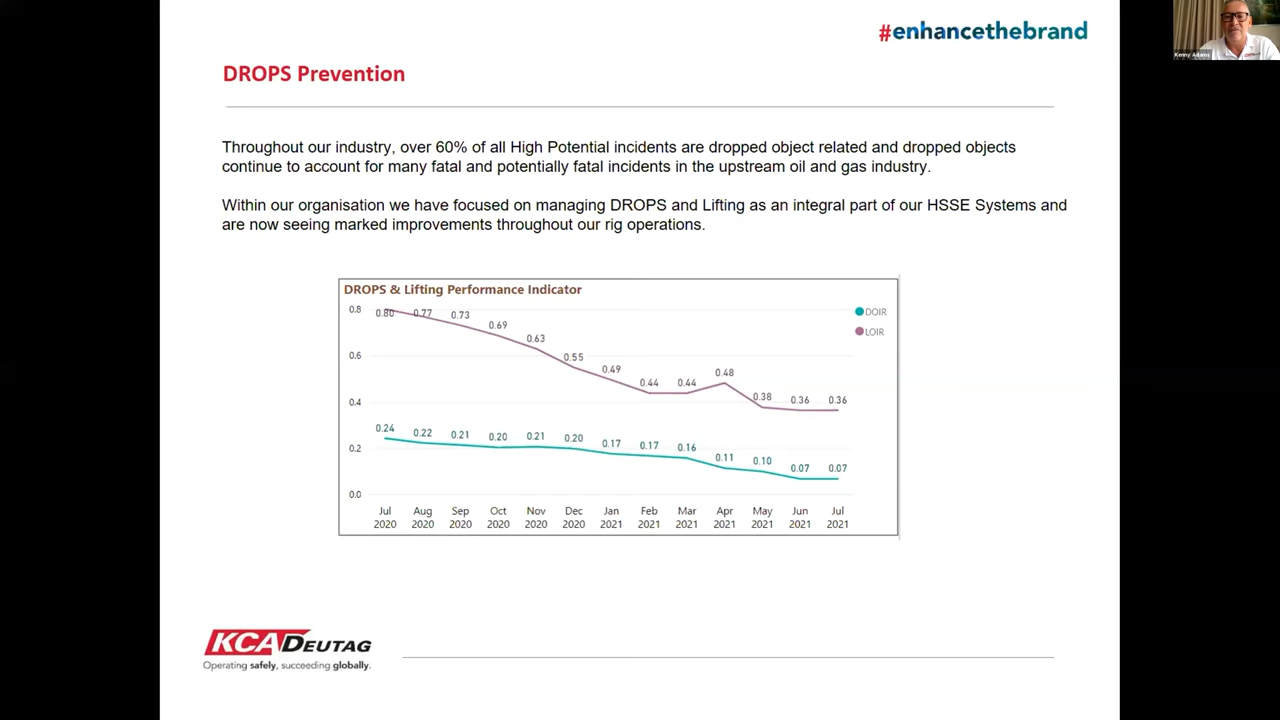 #enhancethebrand
Kenny Adams
DROPS Prevention
Throughout our industry, over 60% of all High Potential incidents are dropped object related and dropped objects
continue to account for many fatal and potentially fatal incidents in the upstream oil and gas industry.
Within our organisation we have focused on managing DROPS and Lifting as an integral part of our HSSE Systems and
are now seeing marked improvements throughout our rig operations.
DROPS & Lifting Performance Indicator
DOIR
LOIR
0.8
0.6
0.4
0.2
0.0
0.80 0.77 0.73 0.69 0.63 0.55 0.49 0.44 0.44 0.48 0.38 0.36 0.36
0.24 0.22 0.21 0.20 0.21 0.20 0.17 0.17 0.16 0.11 0.10 0.07 0.07
Jul Aug Sep Oct Nov Dec Jan Feb Mar Apr May Jun Jul
2020 2020 2020 2020 2020 2020 2021 2021 2021 2021 2021 2021 2021
KCA DEUTAG
Operating safely, succeeding globally.